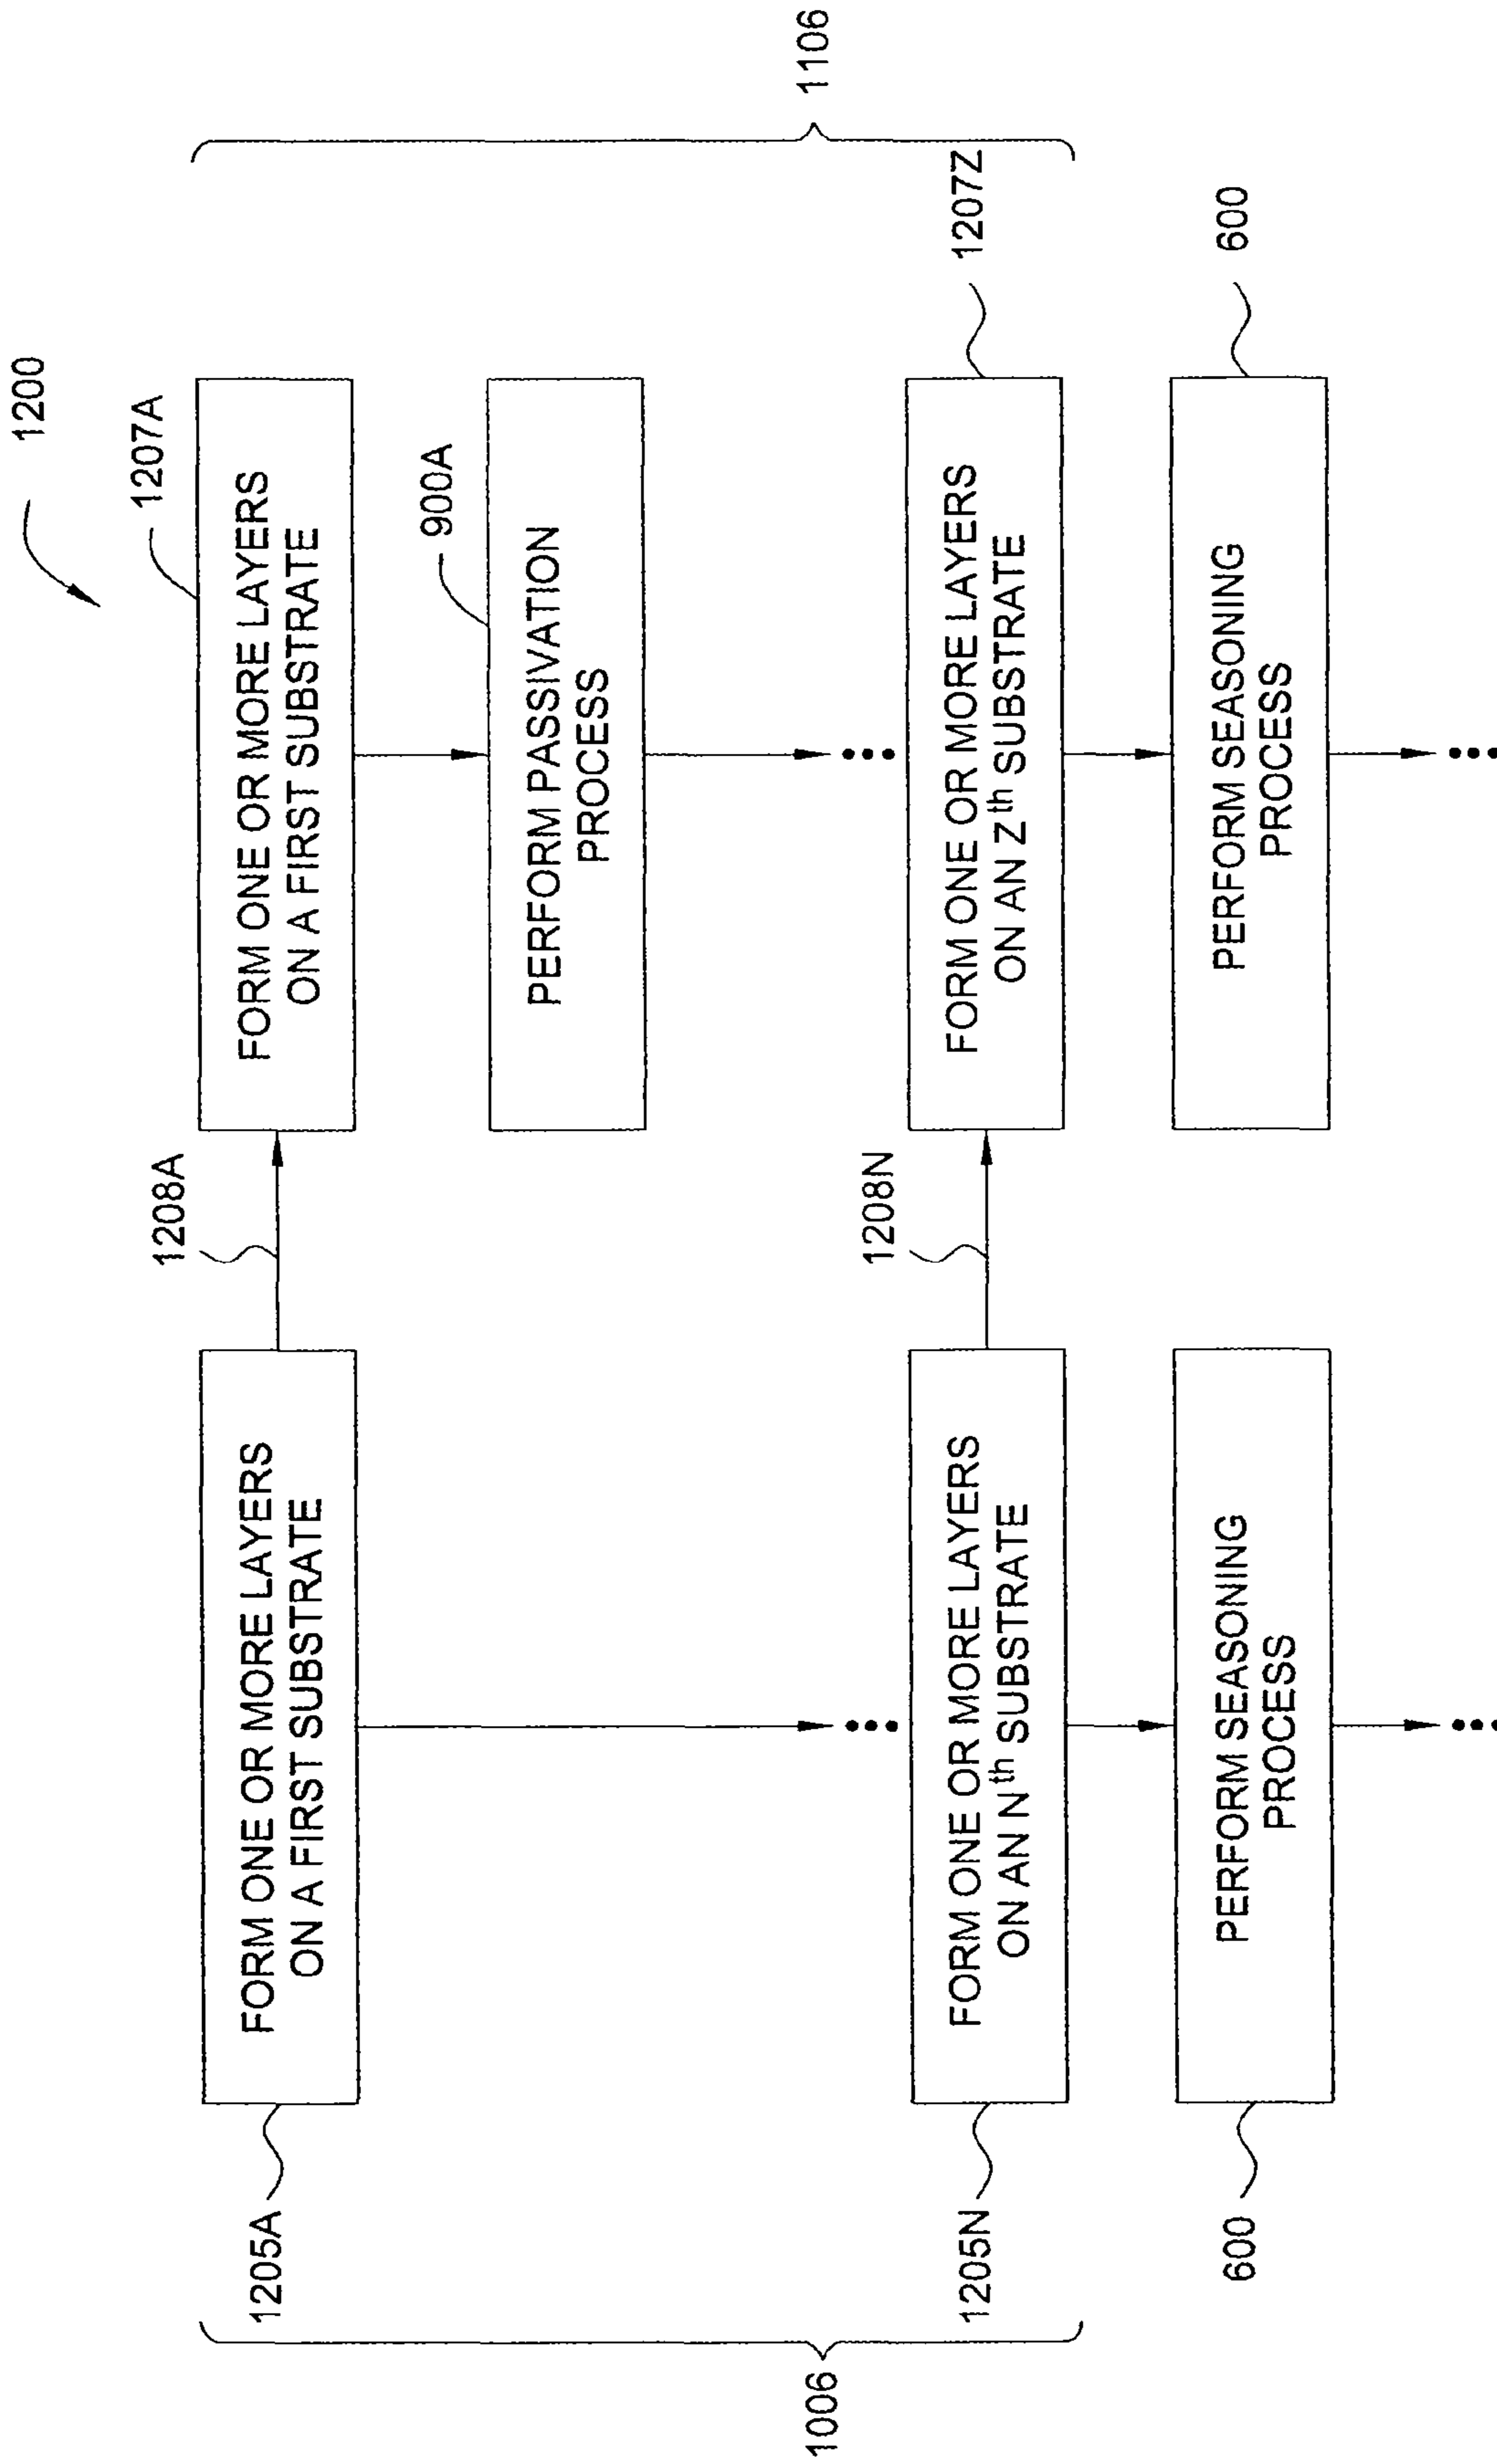 1200
1205A
FORM ONE OR MORE LAYERS
ON A FIRST SUBSTRATE
1208A
FORM ONE OR MORE LAYERS
ON A FIRST SUBSTRATE
1207A
PERFORM PASSIVATION
PROCESS
900A
•••
•••
1006
1106
1205N
FORM ONE OR MORE LAYERS
ON AN Nth SUBSTRATE
1208N
FORM ONE OR MORE LAYERS
ON AN Zth SUBSTRATE
1207Z
600
PERFORM SEASONING
PROCESS
PERFORM SEASONING
PROCESS
600
•••
•••